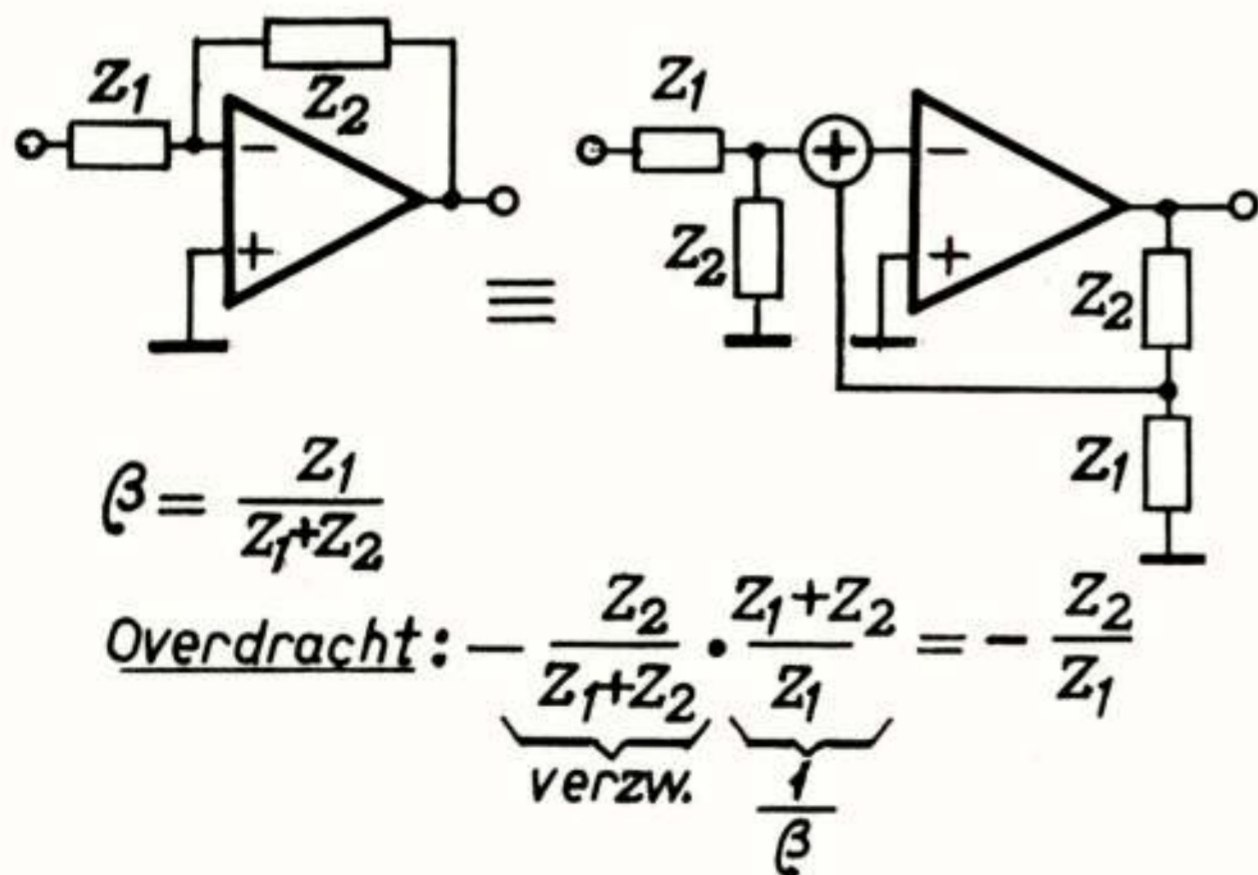 Z1
Z2
−
+
≡
Z1
Z2
+
−
+
Z2
Z1
β = Z1 / (Z1+Z2)
Overdracht: − Z2 / (Z1+Z2) • (Z1+Z2) / Z1 = − Z2 / Z1
verzw.
1 / β